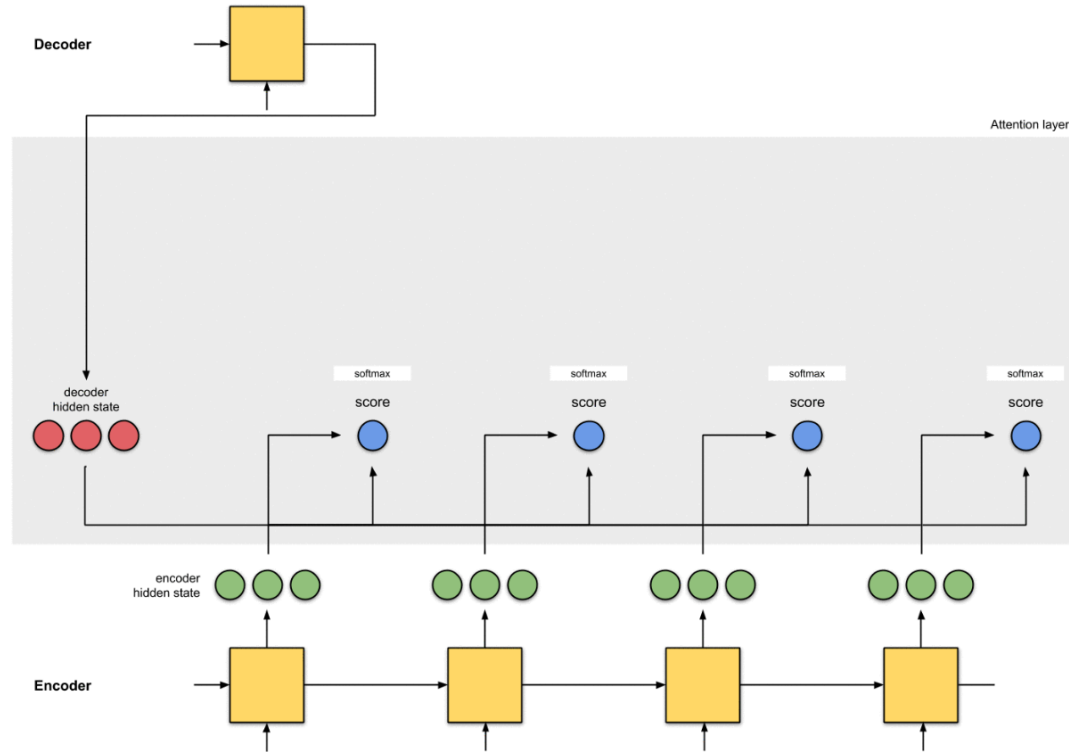 Decoder
Attention layer
softmax
softmax
softmax
softmax
decoder
hidden state
score
score
score
score
encoder
hidden state
Encoder